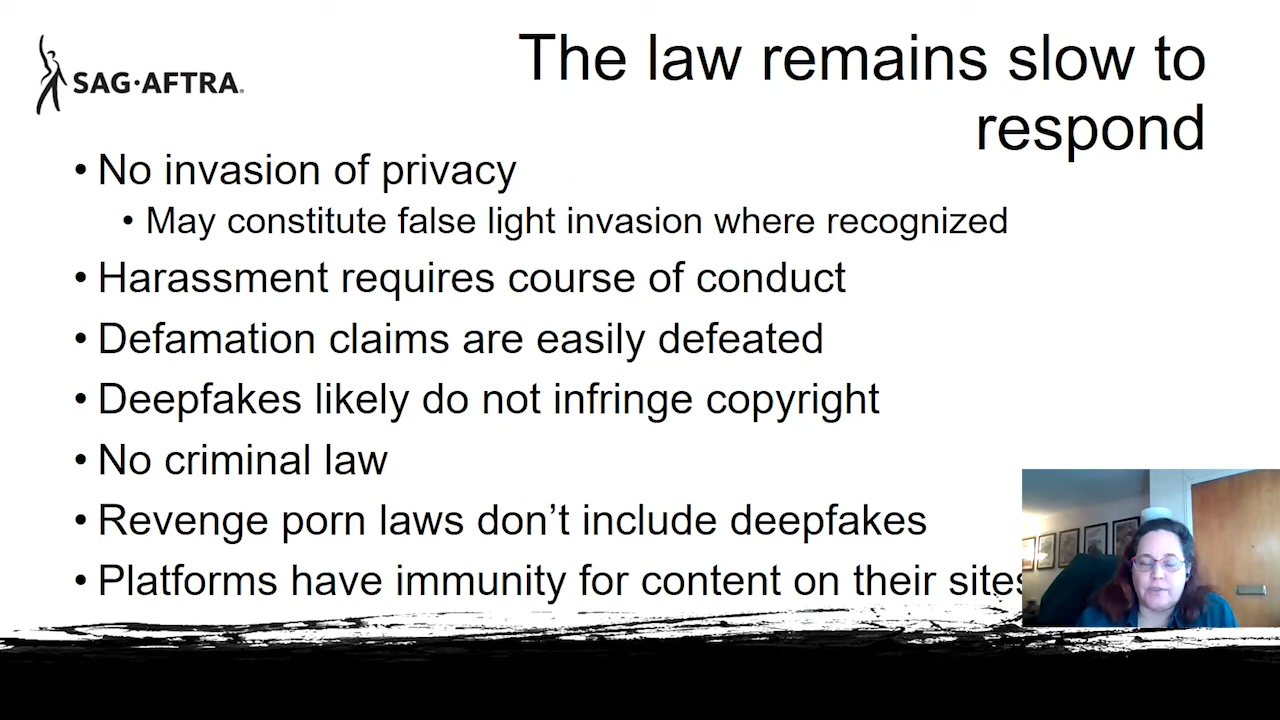 SAG·AFTRA®
The law remains slow to
respond
• No invasion of privacy
• May constitute false light invasion where recognized
• Harassment requires course of conduct
• Defamation claims are easily defeated
• Deepfakes likely do not infringe copyright
• No criminal law
• Revenge porn laws don’t include deepfakes
• Platforms have immunity for content on their sites